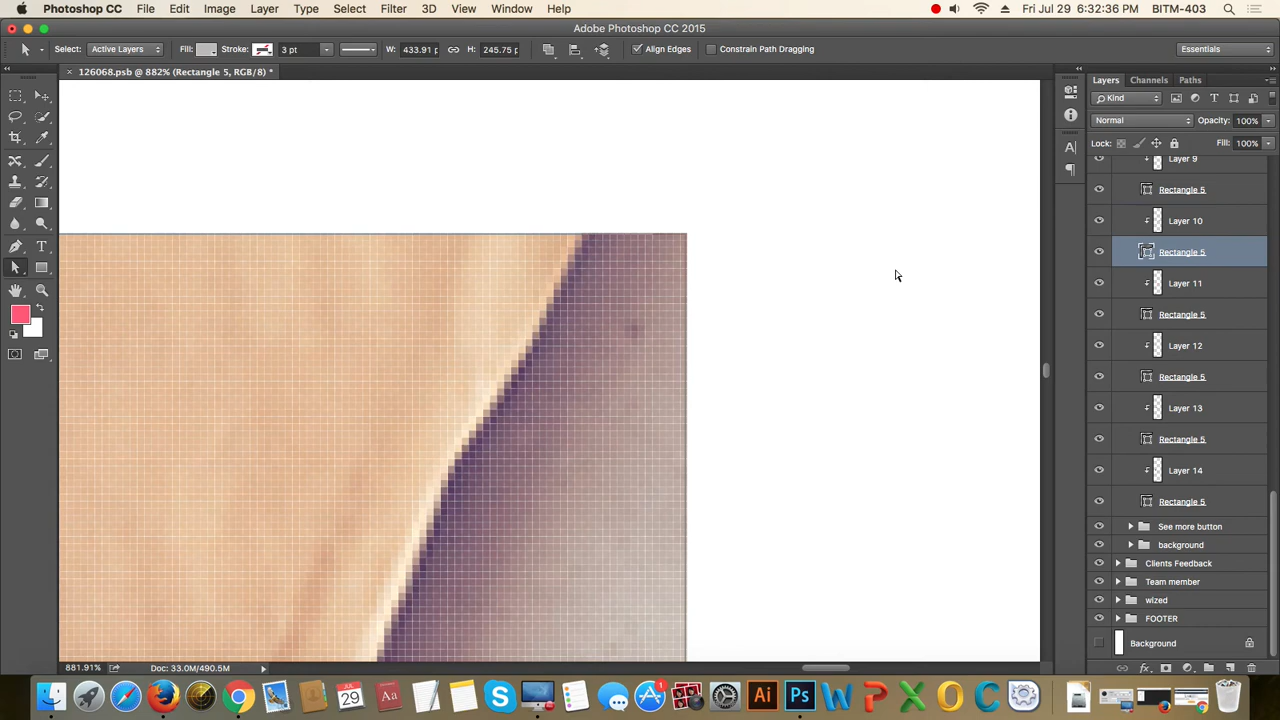 Photoshop CC File Edit Image Layer Type Select Filter 3D View Window Help Fri Jul 29 6:32:36 PM BITM-403
Adobe Photoshop CC 2015
Select: Active Layers Fill: Stroke: 3 pt W: 433.91 p H: 245.75 p Align Edges Constrain Path Dragging Essentials
126068.psb @ 882% (Rectangle 5, RGB/8) *
Layers Channels Paths
Kind
Normal Opacity: 100%
Lock: Fill: 100%
Layer 9
Rectangle 5
Layer 10
Rectangle 5
Layer 11
Rectangle 5
Layer 12
Rectangle 5
Layer 13
Rectangle 5
Layer 14
Rectangle 5
See more button
background
Clients Feedback
Team member
wized
FOOTER
Background
881.91% Doc: 33.0M/490.5M
JUL 29 Aa S 1 Ai Ps W P X O C